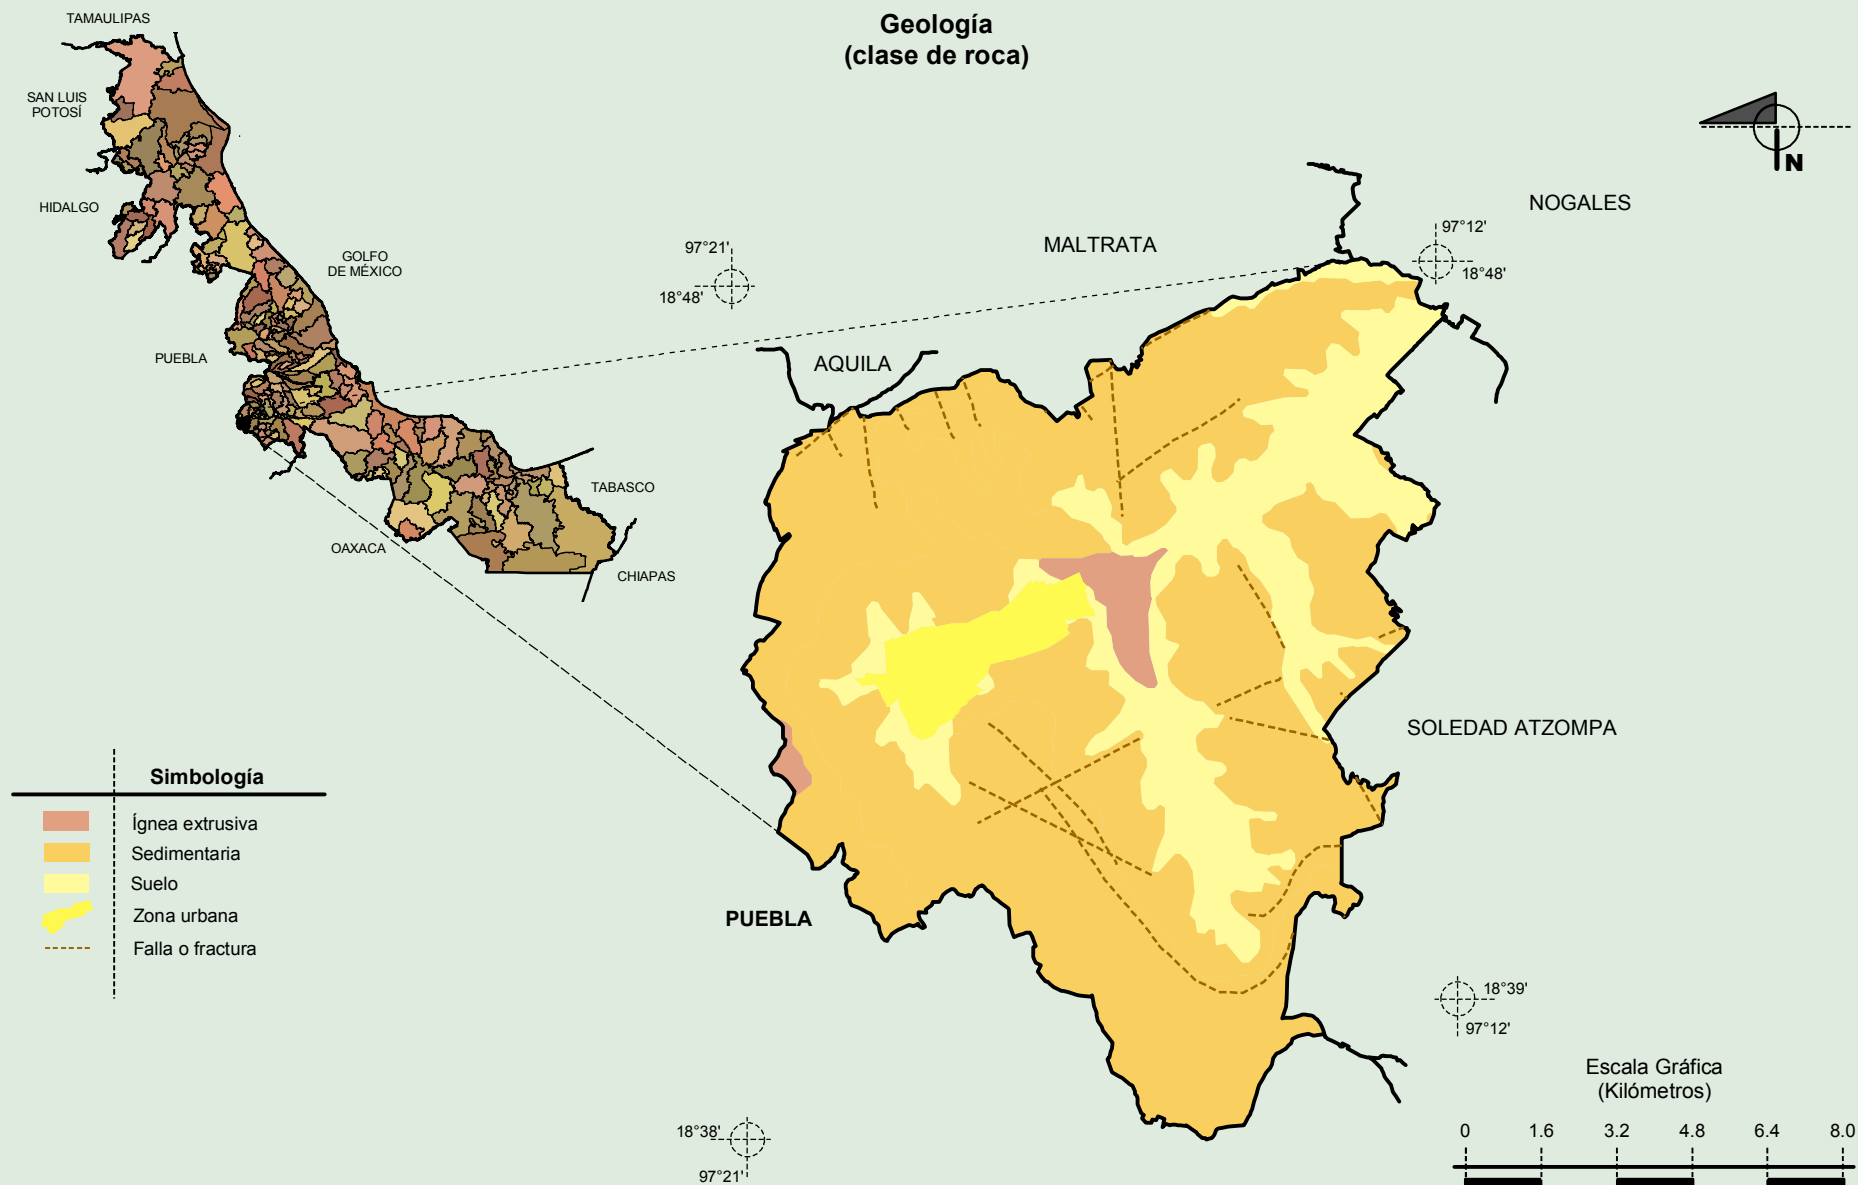 Geología
(clase de roca)
TAMAULIPAS
SAN LUIS
POTOSÍ
HIDALGO
GOLFO
DE MÉXICO
PUEBLA
TABASCO
OAXACA
CHIAPAS
N
NOGALES
MALTRATA
AQUILA
SOLEDAD ATZOMPA
PUEBLA
97°21'
18°48'
97°12'
18°48'
18°39'
97°12'
18°38'
97°21'
Simbología
Ígnea extrusiva
Sedimentaria
Suelo
Zona urbana
Falla o fractura
Escala Gráfica
(Kilómetros)
0 1.6 3.2 4.8 6.4 8.0